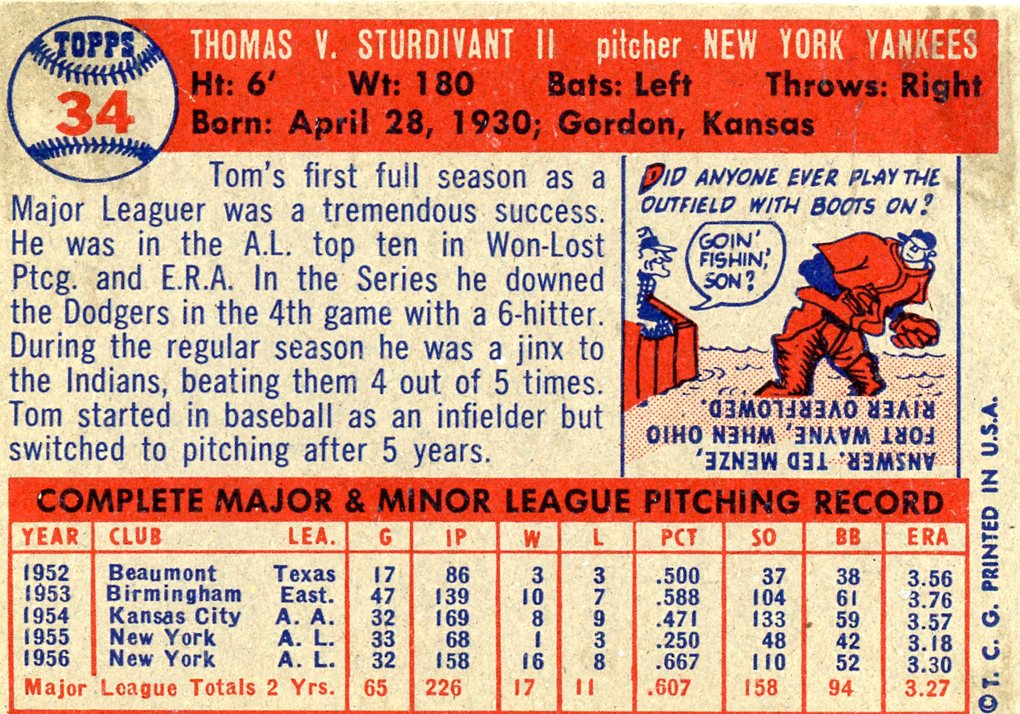 TOPPS
34
THOMAS V. STURDIVANT II pitcher NEW YORK YANKEES
Ht: 6' Wt: 180 Bats: Left Throws: Right
Born: April 28, 1930; Gordon, Kansas
Tom's first full season as a
Major Leaguer was a tremendous success.
He was in the A.L. top ten in Won-Lost
Ptcg. and E.R.A. In the Series he downed
the Dodgers in the 4th game with a 6-hitter.
During the regular season he was a jinx to
the Indians, beating them 4 out of 5 times.
Tom started in baseball as an infielder but
switched to pitching after 5 years.
DID ANYONE EVER PLAY THE
OUTFIELD WITH BOOTS ON?
GOIN'
FISHIN,'
SON?
ANSWER. TED MENZE,
FORT WAYNE, WHEN OHIO
RIVER OVERFLOWED.
COMPLETE MAJOR & MINOR LEAGUE PITCHING RECORD
YEAR CLUB LEA. G IP W L PCT SO BB ERA
1952 Beaumont Texas 17 86 3 3 .500 37 38 3.56
1953 Birmingham East. 47 139 10 7 .588 104 61 3.76
1954 Kansas City A. A. 32 169 8 9 .471 133 59 3.57
1955 New York A. L. 33 68 1 3 .250 48 42 3.18
1956 New York A. L. 32 158 16 8 .667 110 52 3.30
Major League Totals 2 Yrs. 65 226 17 11 .607 158 94 3.27
©T. C. G. PRINTED IN U.S.A.